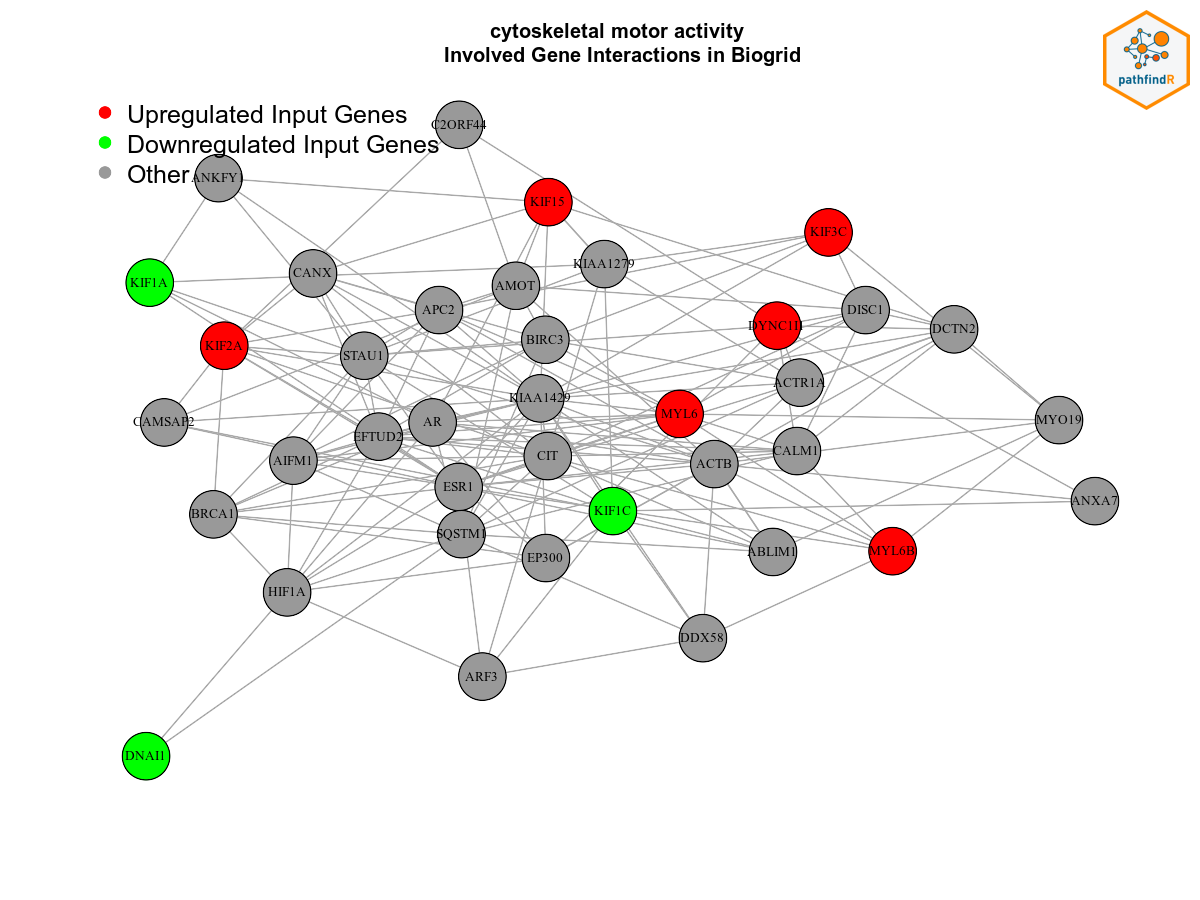 cytoskeletal motor activity
Involved Gene Interactions in Biogrid
pathfindR
Upregulated Input Genes
Downregulated Input Genes
Other
C2ORF44
ANKFY1
KIF15
KIF3C
KIAA1279
CANX
KIF1A
AMOT
APC2
DISC1
DYNC1I1
DCTN2
BIRC3
KIF2A
STAU1
ACTR1A
KIAA1429
MYL6
CAMSAP2
AR
EFTUD2
MYO19
CIT
CALM1
AIFM1
ACTB
ESR1
ANXA7
BRCA1
KIF1C
SQSTM1
EP300
ABLIM1
MYL6B
HIF1A
DDX58
ARF3
DNAI1